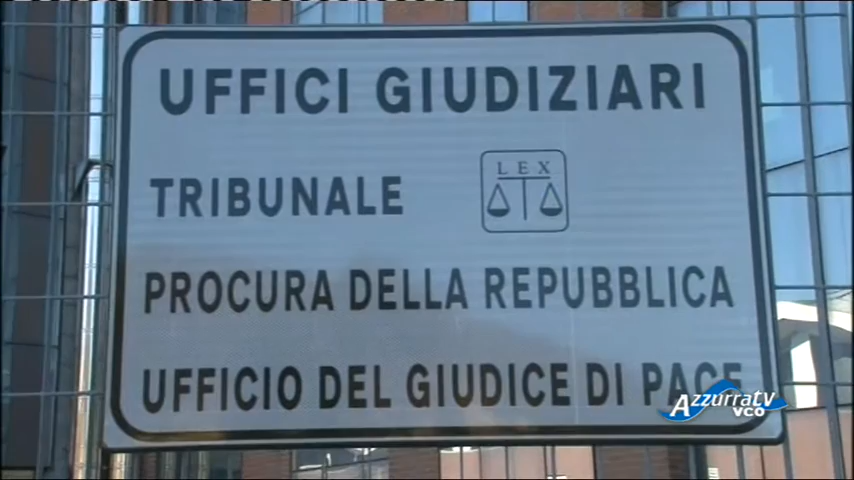 UFFICI GIUDIZIARI
TRIBUNALE
LEX
PROCURA DELLA REPUBBLICA
UFFICIO DEL GIUDICE DI PACE
Azzurratv
VCO